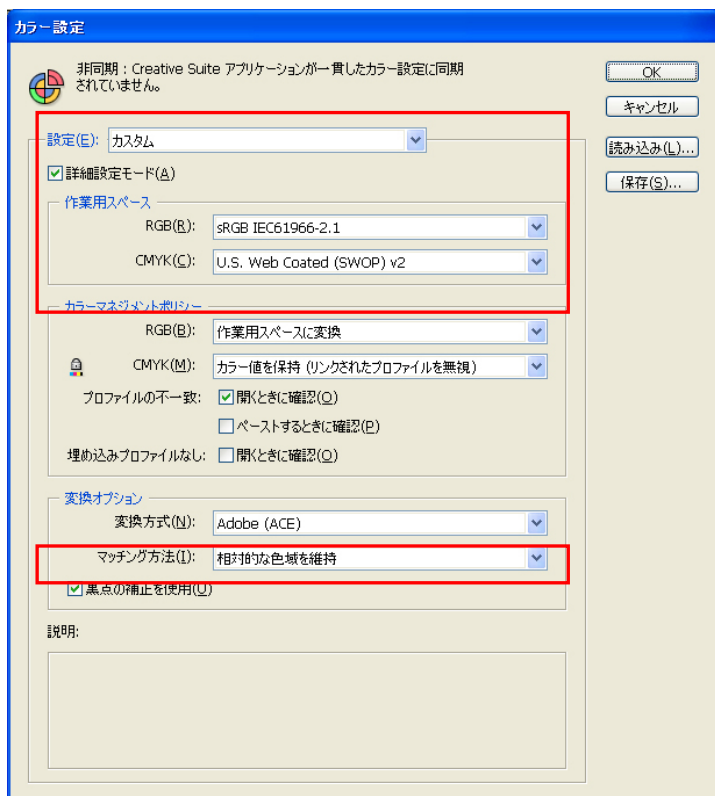 カラー設定
非同期：Creative Suite アプリケーションが一貫したカラー設定に同期
されていません。
OK
キャンセル
読み込み(L)...
保存(S)...
設定(E): カスタム
詳細設定モード(A)
作業用スペース
RGB(R): sRGB IEC61966-2.1
CMYK(C): U.S. Web Coated (SWOP) v2
カラーマネジメントポリシー
RGB(B): 作業用スペースに変換
CMYK(M): カラー値を保持 (リンクされたプロファイルを無視)
プロファイルの不一致: 開くときに確認(O)
ペーストするときに確認(P)
埋め込みプロファイルなし: 開くときに確認(O)
変換オプション
変換方式(N): Adobe (ACE)
マッチング方法(I): 相対的な色域を維持
黒点の補正を使用(U)
説明: